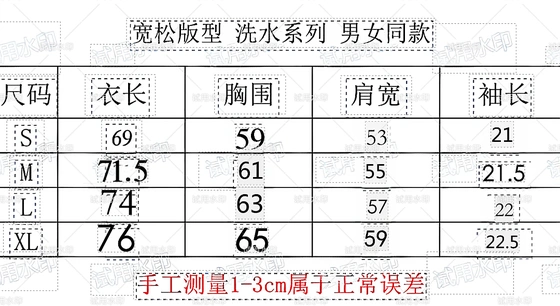 宽松版型 洗水系列 男女同款
尺码 衣长 胸围 肩宽 袖长
S 69 59 53 21
M 71.5 61 55 21.5
L 74 63 57 22
XL 76 65 59 22.5
手工测量1-3cm属于正常误差